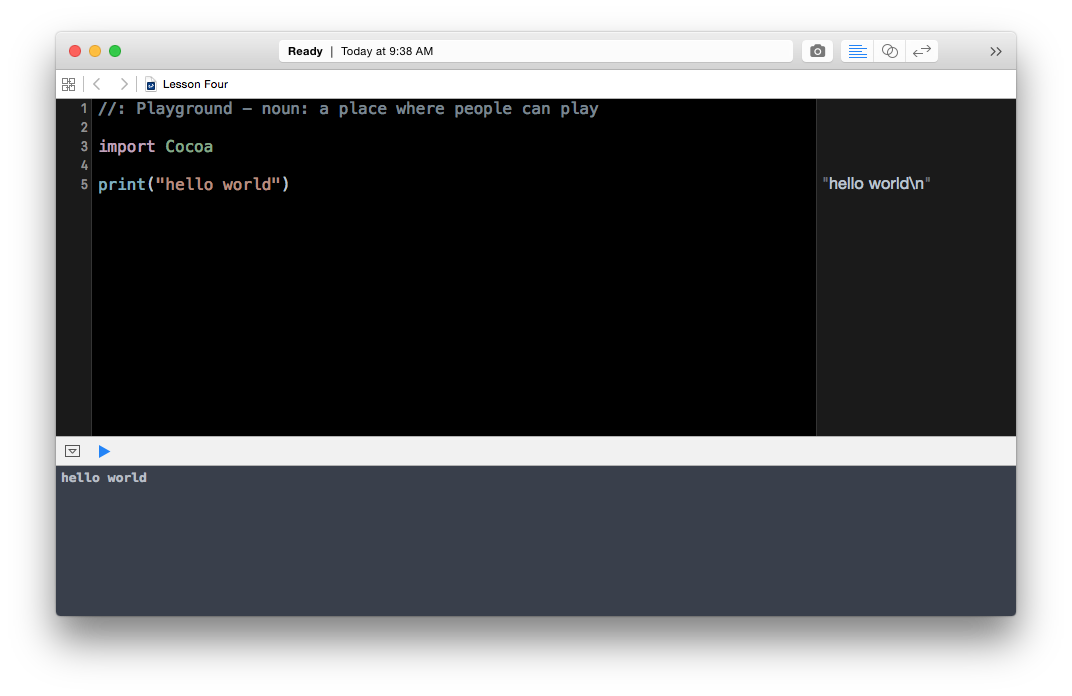 Ready | Today at 9:38 AM
Lesson Four
1 //: Playground – noun: a place where people can play
2
3 import Cocoa
4
5 print("hello world")
"hello world\n"
hello world